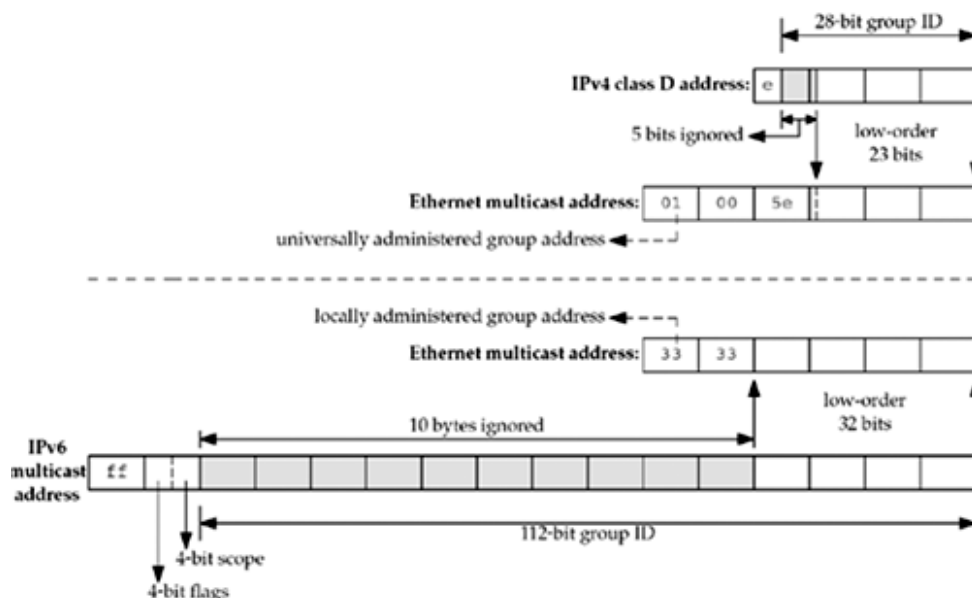 28-bit group ID
IPv4 class D address: e
5 bits ignored
low-order
23 bits
Ethernet multicast address: 01 00 5e
universally administered group address
locally administered group address
Ethernet multicast address: 33 33
low-order
32 bits
10 bytes ignored
IPv6
multicast
address
ff
112-bit group ID
4-bit scope
4-bit flags